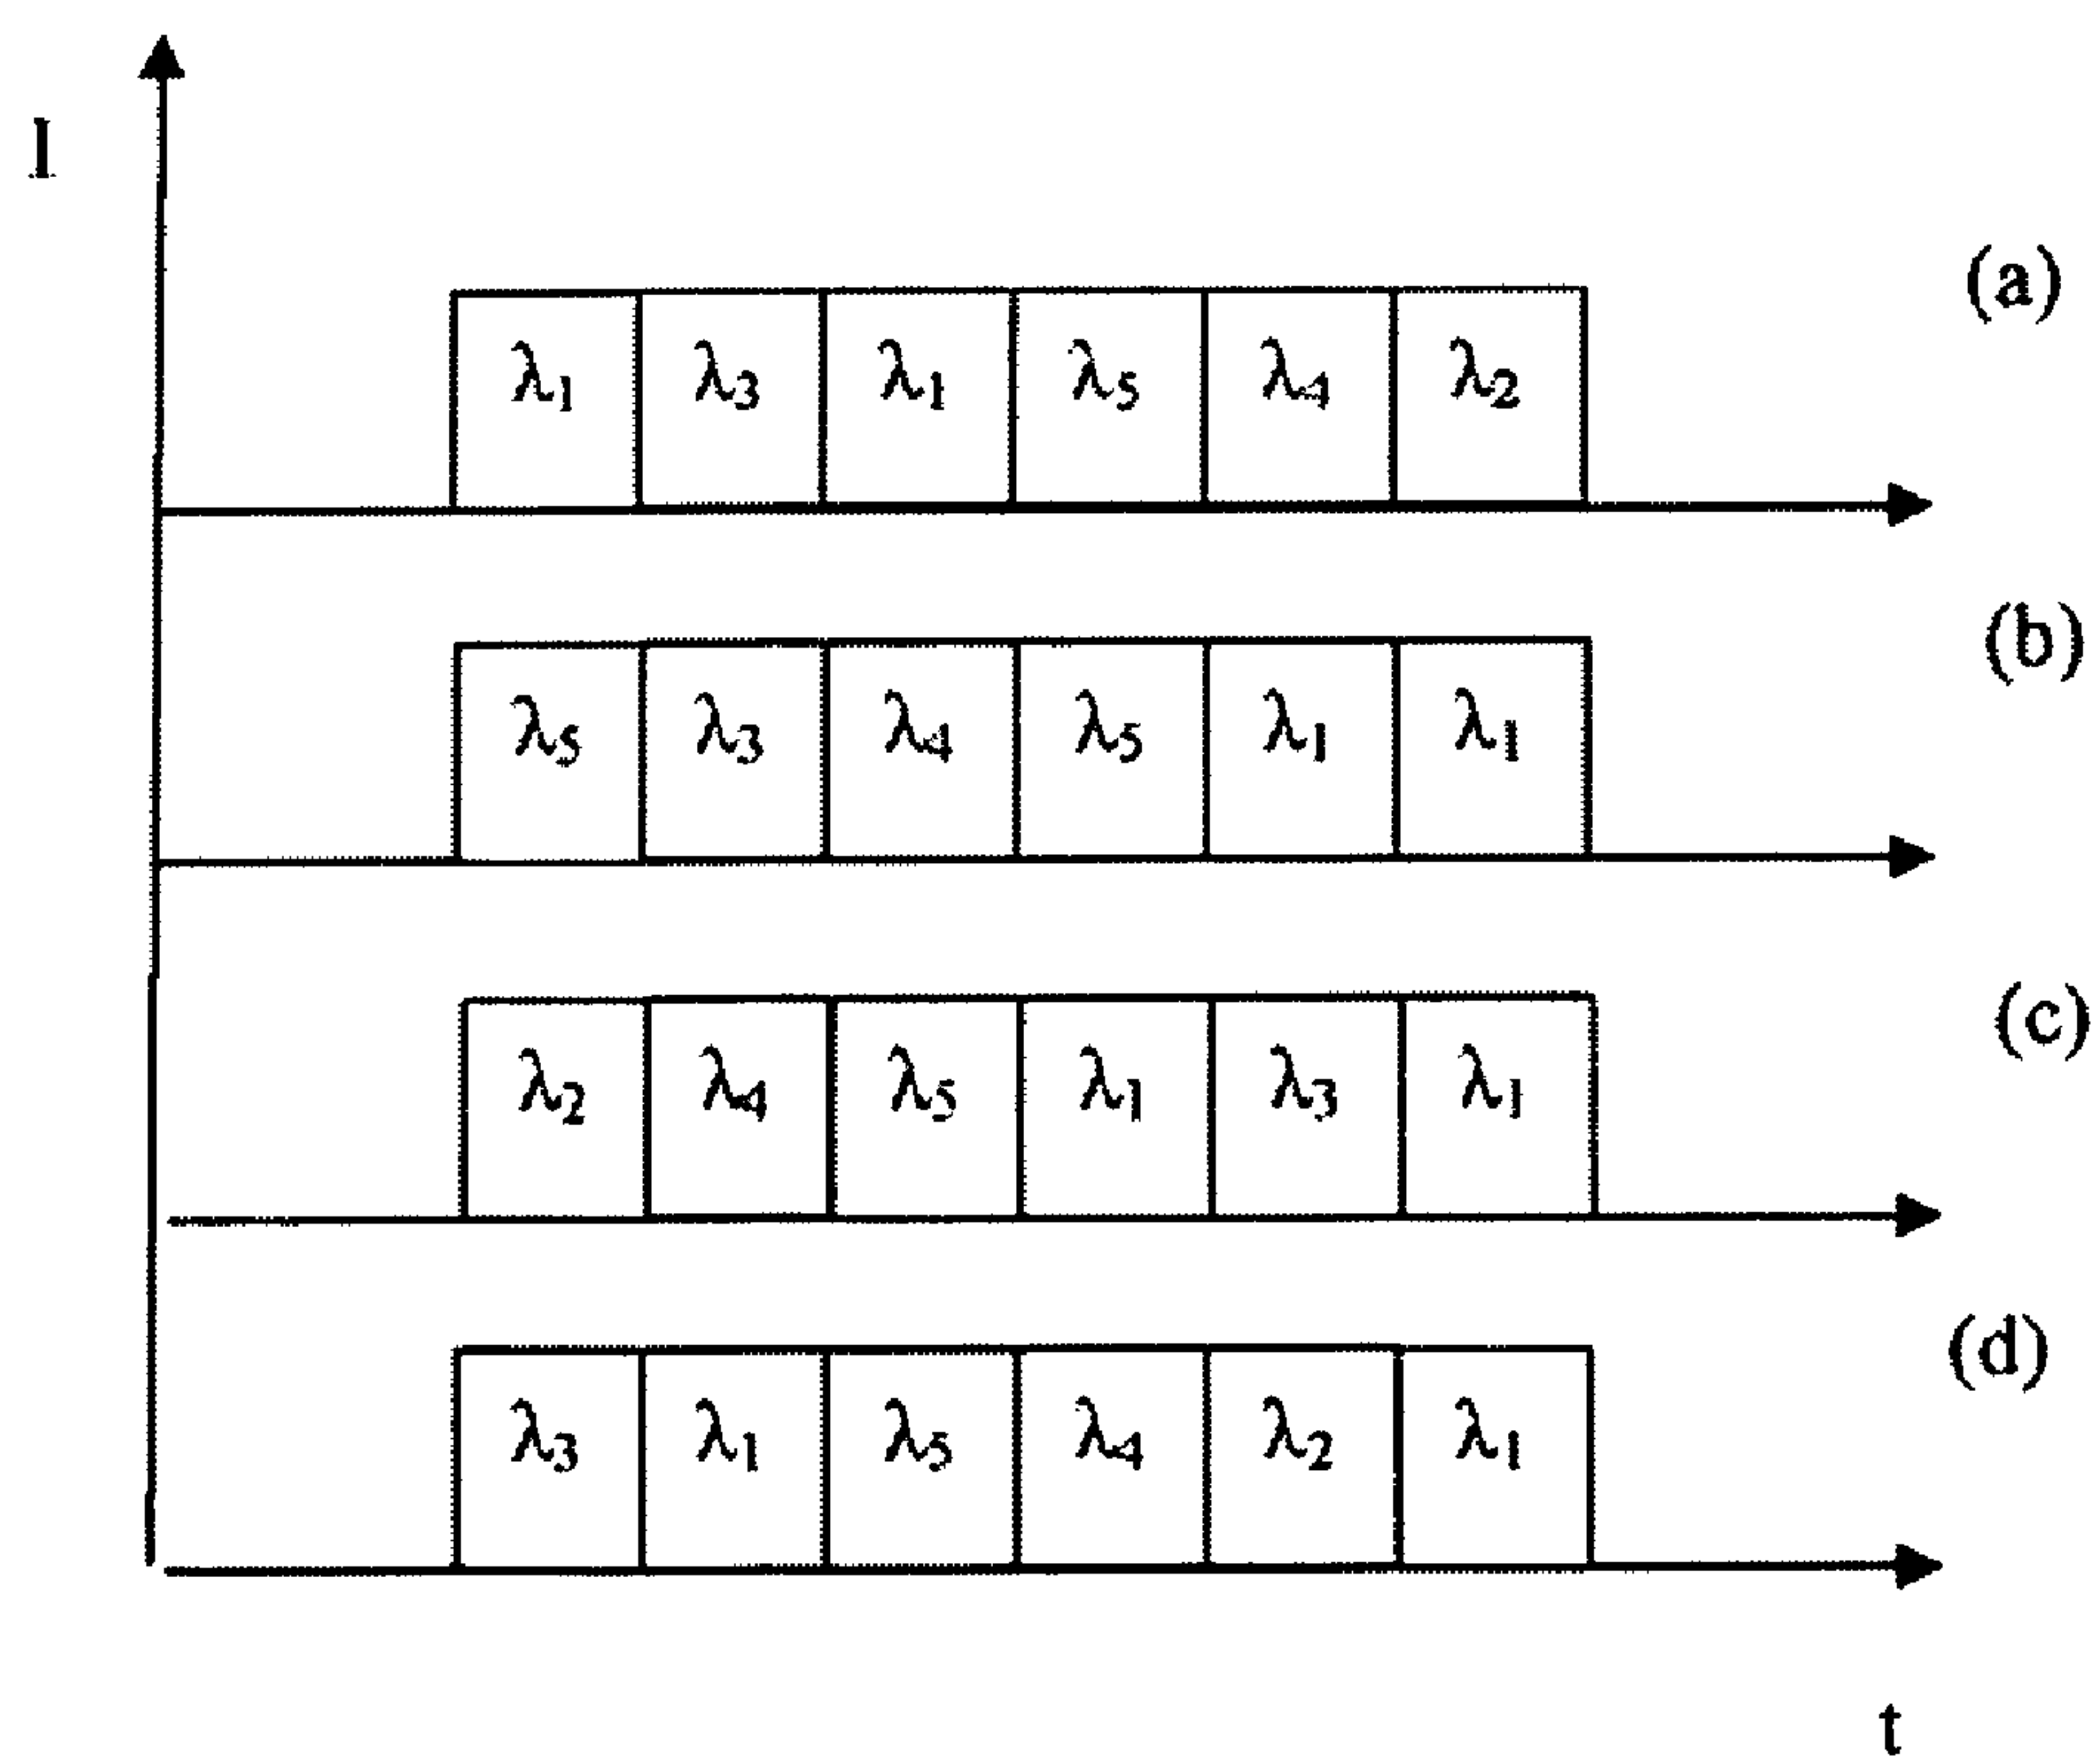 I
(a)
λ1 λ3 λ1 λ5 λ4 λ2
(b)
λ5 λ3 λ4 λ5 λ1 λ1
(c)
λ2 λ4 λ5 λ1 λ3 λ1
(d)
λ3 λ1 λ5 λ4 λ2 λ1
t